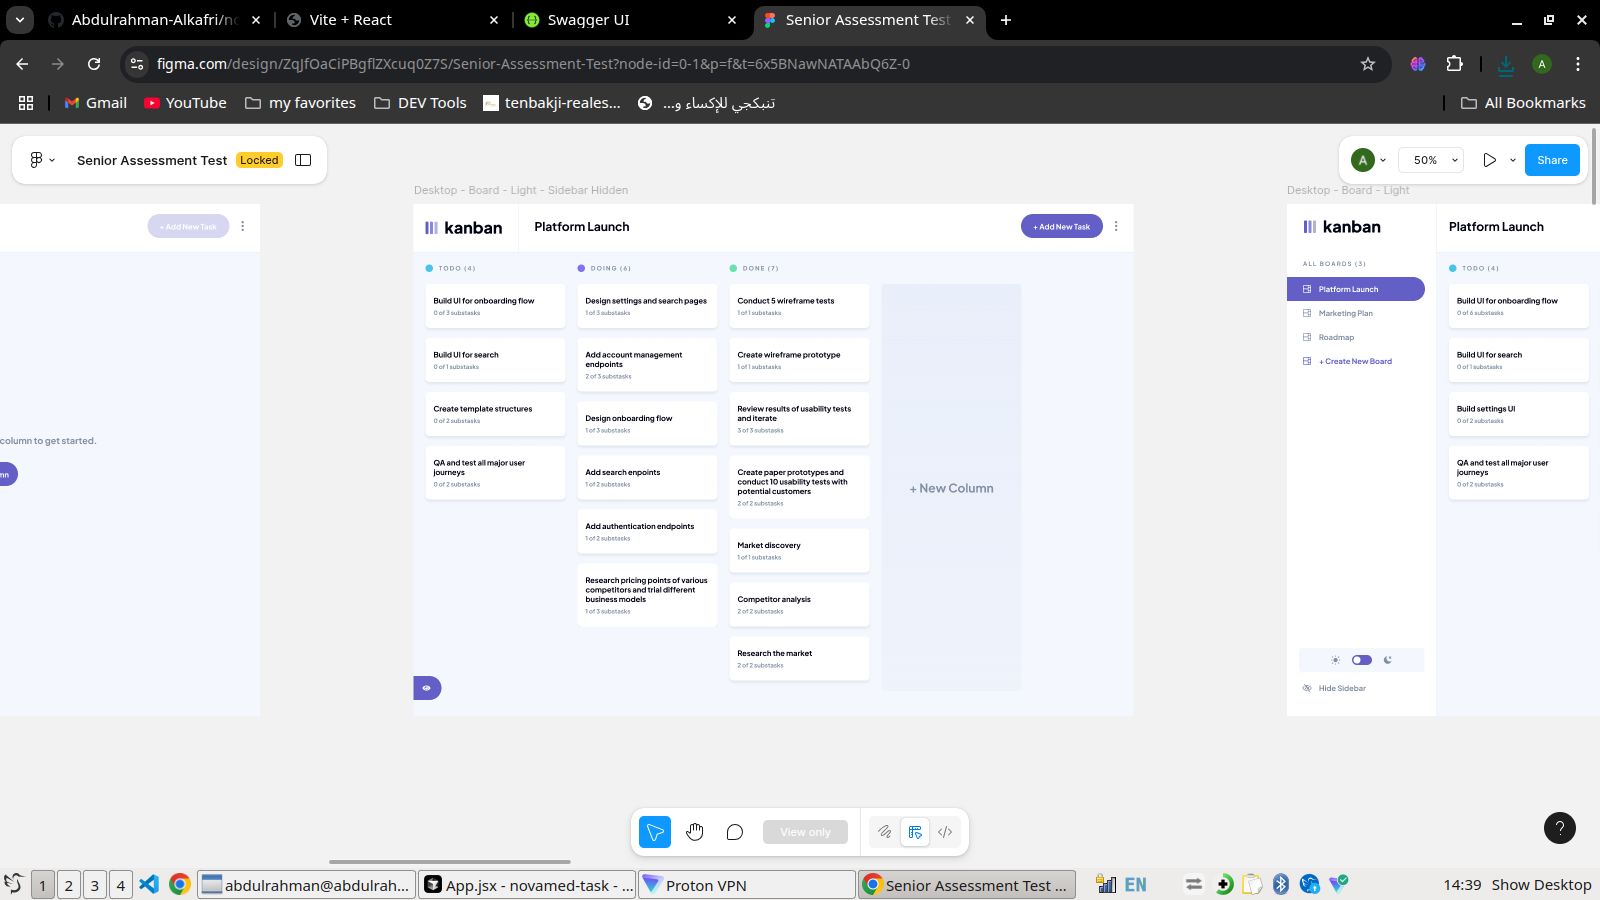 Abdulrahman-Alkafri/no
Vite + React
Swagger UI
Senior Assessment Test
figma.com/design/ZqJfOaCiPBgflZXcuq0Z7S/Senior-Assessment-Test?node-id=0-1&p=f&t=6x5BNawNATAAbQ6Z-0
A
Gmail
YouTube
my favorites
DEV Tools
tenbakji-reales...
تنبكجي للإكساء و...
All Bookmarks
Senior Assessment Test
Locked
A
50%
Share
Desktop - Board - Light - Sidebar Hidden
Desktop - Board - Light
+ Add New Task
column to get started.
mn
kanban
Platform Launch
+ Add New Task
TODO (4)
Build UI for onboarding flow
0 of 3 substasks
Build UI for search
0 of 1 substasks
Create template structures
0 of 2 substasks
QA and test all major user
journeys
0 of 2 substasks
DOING (6)
Design settings and search pages
1 of 3 substasks
Add account management
endpoints
2 of 3 substasks
Design onboarding flow
1 of 3 substasks
Add search enpoints
1 of 2 substasks
Add authentication endpoints
1 of 2 substasks
Research pricing points of various
competitors and trial different
business models
1 of 3 substasks
DONE (7)
Conduct 5 wireframe tests
1 of 1 substasks
Create wireframe prototype
1 of 1 substasks
Review results of usability tests
and iterate
3 of 3 substasks
Create paper prototypes and
conduct 10 usability tests with
potential customers
2 of 2 substasks
Market discovery
1 of 1 substasks
Competitor analysis
2 of 2 substasks
Research the market
2 of 2 substasks
+ New Column
kanban
ALL BOARDS (3)
Platform Launch
Marketing Plan
Roadmap
+ Create New Board
Hide Sidebar
Platform Launch
TODO (4)
Build UI for onboarding flow
0 of 6 substasks
Build UI for search
0 of 1 substasks
Build settings UI
0 of 2 substasks
QA and test all major user
journeys
0 of 2 substasks
View only
?
1
2
3
4
abdulrahman@abdulrah...
App.jsx - novamed-task - ...
Proton VPN
Senior Assessment Test ...
EN
14:39
Show Desktop